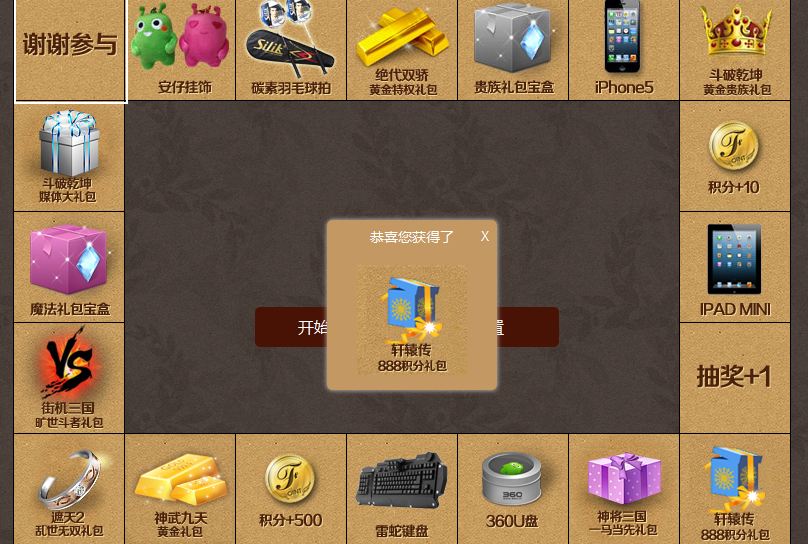 谢谢参与
安仔挂饰
碳素羽毛球拍
绝代双骄
黄金特权礼包
贵族礼包宝盒
iPhone5
斗破乾坤
黄金贵族礼包
斗破乾坤
媒体大礼包
积分+10
恭喜您获得了 X
魔法礼包宝盒
IPAD MINI
开始
置
轩辕传
888积分礼包
抽奖+1
街机三国
旷世斗者礼包
遮天2
乱世无双礼包
神武九天
黄金礼包
积分+500
雷蛇键盘
360
360U盘
神将三国
一马当先礼包
轩辕传
888积分礼包